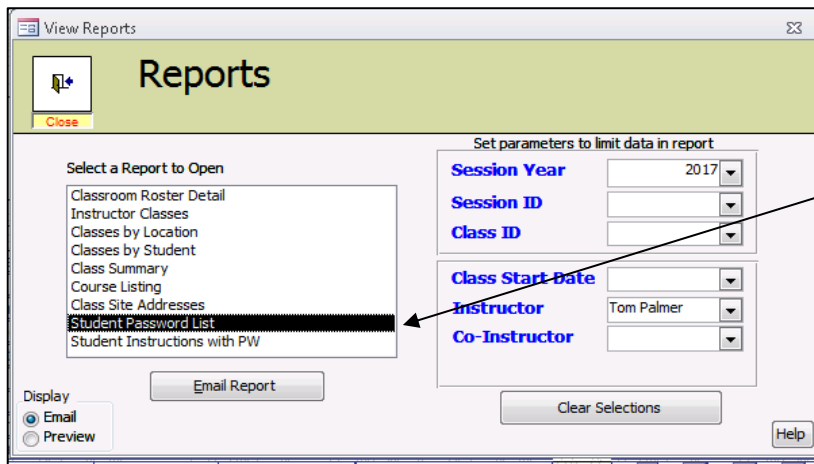 View Reports
Reports
Close
Select a Report to Open
Classroom Roster Detail
Instructor Classes
Classes by Location
Classes by Student
Class Summary
Course Listing
Class Site Addresses
Student Password List
Student Instructions with PW
Email Report
Display
Email
Preview
Set parameters to limit data in report
Session Year 2017
Session ID
Class ID
Class Start Date
Instructor Tom Palmer
Co-Instructor
Clear Selections
Help